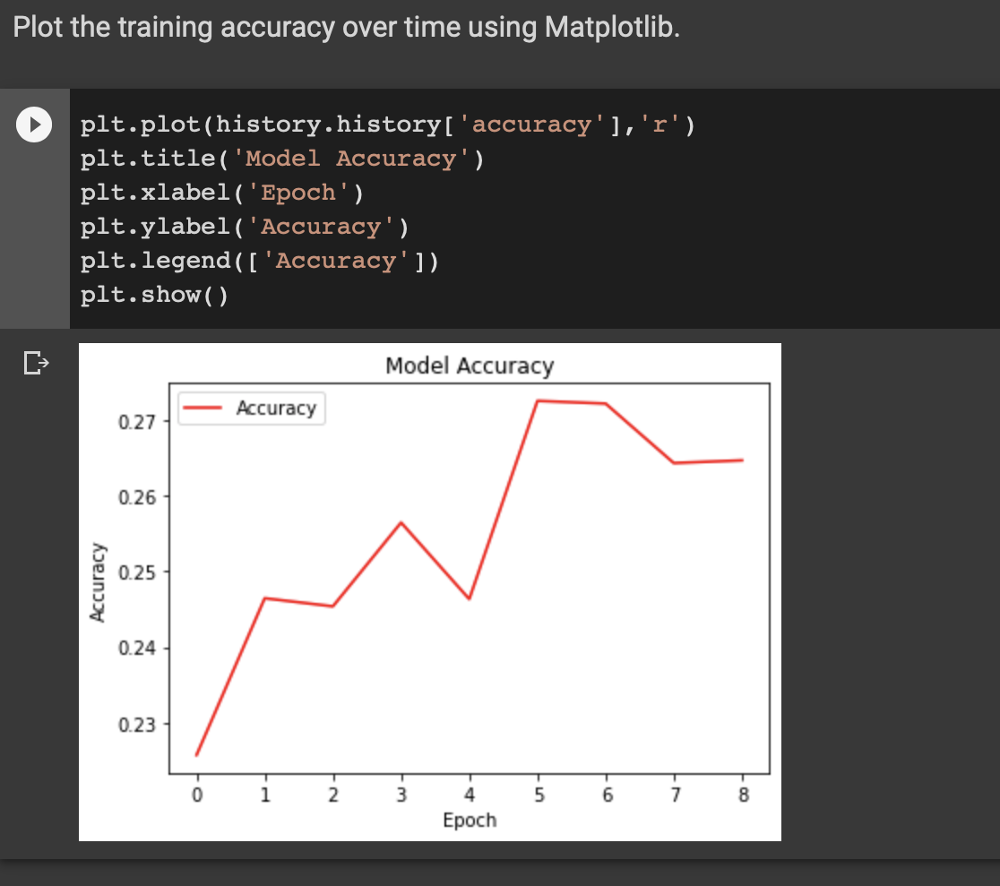 Plot the training accuracy over time using Matplotlib.
plt.plot(history.history['accuracy'],'r')
plt.title('Model Accuracy')
plt.xlabel('Epoch')
plt.ylabel('Accuracy')
plt.legend(['Accuracy'])
plt.show()
Model Accuracy
Accuracy
0.27
0.26
0.25
0.24
0.23
Accuracy
0 1 2 3 4 5 6 7 8
Epoch